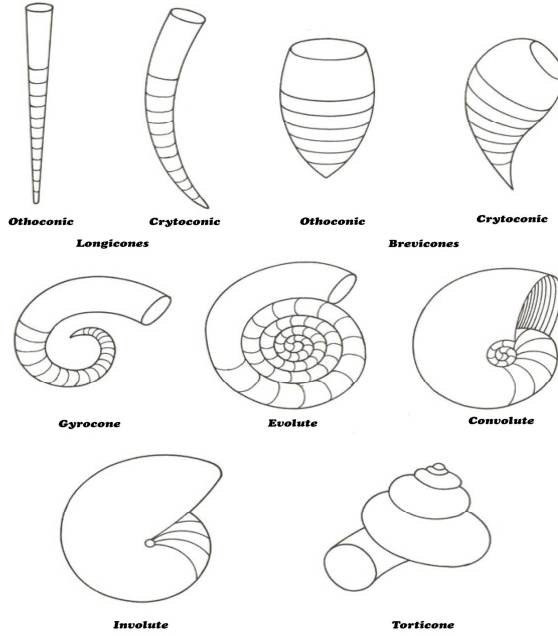 Othoconic
Crytoconic
Othoconic
Crytoconic
Longicones
Brevicones
Gyrocone
Evolute
Convolute
Involute
Torticone